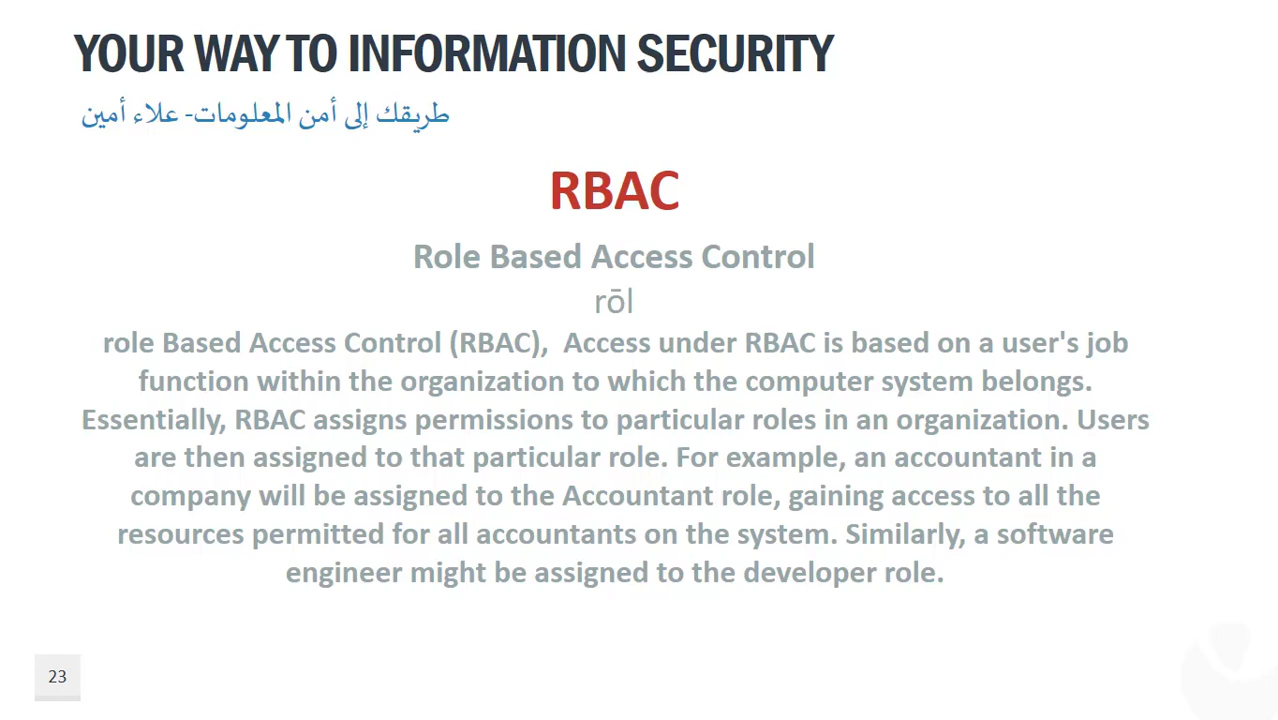 YOUR WAY TO INFORMATION SECURITY
طريقك إلى أمن المعلومات- علاء أمين
RBAC
Role Based Access Control
rōl
role Based Access Control (RBAC),  Access under RBAC is based on a user's job
function within the organization to which the computer system belongs.
Essentially, RBAC assigns permissions to particular roles in an organization. Users
are then assigned to that particular role. For example, an accountant in a
company will be assigned to the Accountant role, gaining access to all the
resources permitted for all accountants on the system. Similarly, a software
engineer might be assigned to the developer role.
23